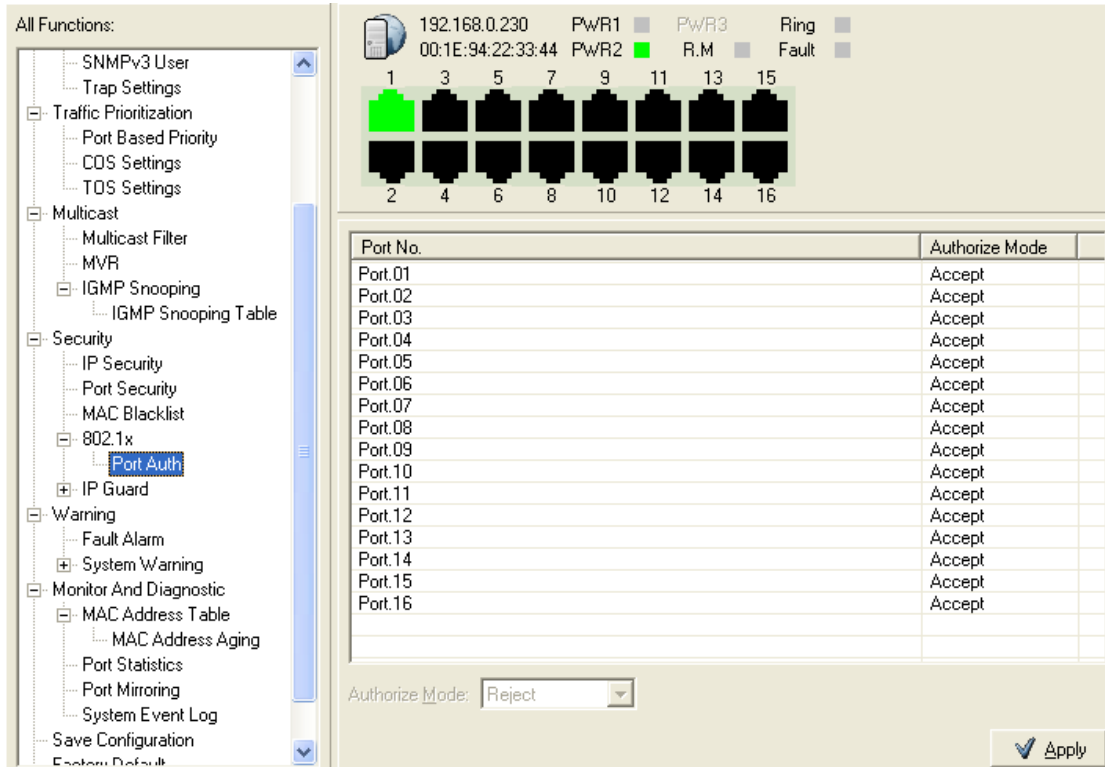 All Functions:
SNMPv3 User
Trap Settings
Traffic Prioritization
Port Based Priority
COS Settings
TOS Settings
Multicast
Multicast Filter
MVR
IGMP Snooping
IGMP Snooping Table
Security
IP Security
Port Security
MAC Blacklist
802.1x
Port Auth
IP Guard
Warning
Fault Alarm
System Warning
Monitor And Diagnostic
MAC Address Table
MAC Address Aging
Port Statistics
Port Mirroring
System Event Log
Save Configuration
Factory Default
192.168.0.230 PWR1 PWR3 Ring
00:1E:94:22:33:44 PWR2 R.M Fault
1 3 5 7 9 11 13 15
2 4 6 8 10 12 14 16
Port No. Authorize Mode
Port.01 Accept
Port.02 Accept
Port.03 Accept
Port.04 Accept
Port.05 Accept
Port.06 Accept
Port.07 Accept
Port.08 Accept
Port.09 Accept
Port.10 Accept
Port.11 Accept
Port.12 Accept
Port.13 Accept
Port.14 Accept
Port.15 Accept
Port.16 Accept
Authorize Mode: Reject
Apply